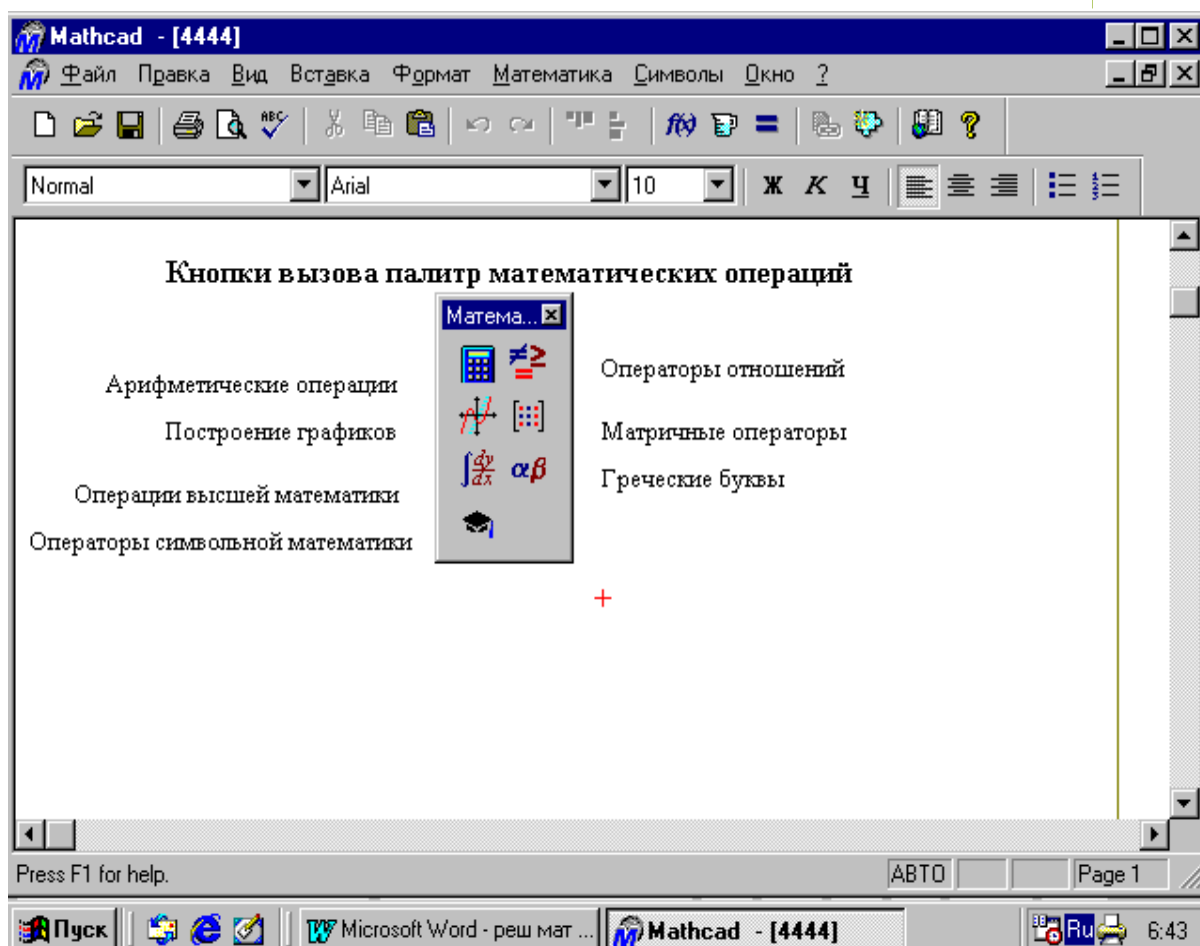 Mathcad - [4444]
Файл Правка Вид Вставка Формат Математика Символы Окно ?
Normal Arial 10 Ж К Ч
Кнопки вызова палитр математических операций
Матема...
Арифметические операции
Операторы отношений
Построение графиков
Матричные операторы
Операции высшей математики
Греческие буквы
Операторы символьной математики
Press F1 for help. АВТО Page 1
Пуск Microsoft Word - реш мат ... Mathcad - [4444] Ru 6:43